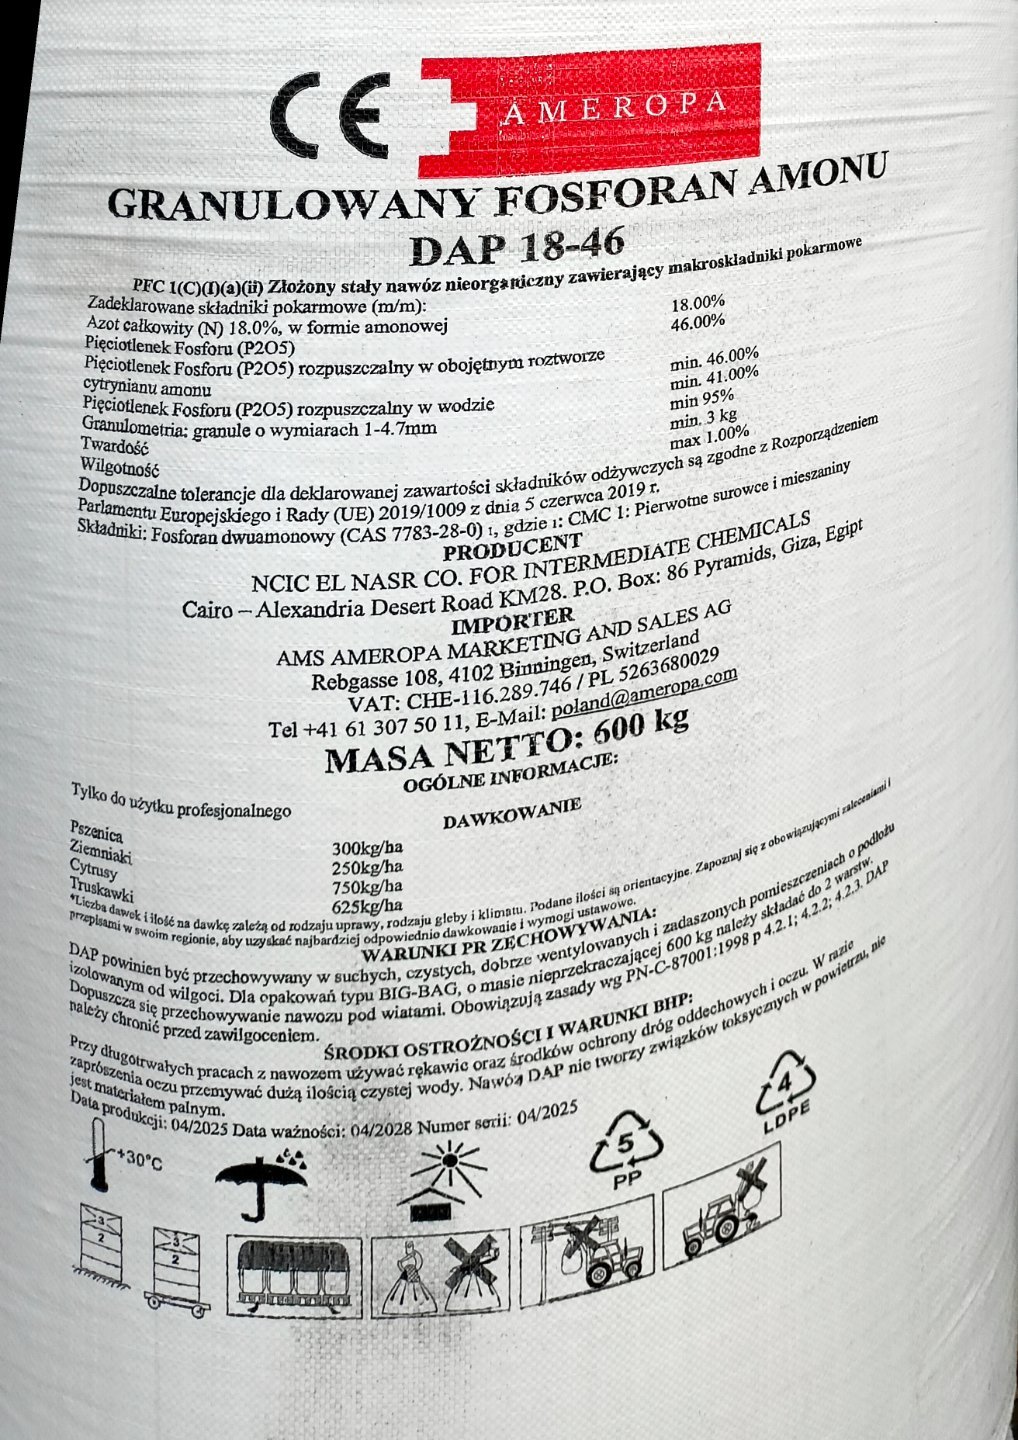 CE
AMEROPA
GRANULOWANY FOSFORAN AMONU
DAP 18-46
PFC 1(C)(I)(a)(ii) Złożony stały nawóz nieorganiczny zawierający makroskładniki pokarmowe
Zadeklarowane składniki pokarmowe (m/m):
Azot całkowity (N) 18.0%, w formie amonowej 18.00%
Pięciotlenek Fosforu (P2O5) 46.00%
Pięciotlenek Fosforu (P2O5) rozpuszczalny w obojętnym roztworze
cytrynianu amonu min. 46.00%
Pięciotlenek Fosforu (P2O5) rozpuszczalny w wodzie min. 41.00%
Granulometria: granule o wymiarach 1-4.7mm min 95%
Twardość min. 3 kg
Wilgotność max 1.00%
Dopuszczalne tolerancje dla deklarowanej zawartości składników odżywczych są zgodne z Rozporządzeniem
Parlamentu Europejskiego i Rady (UE) 2019/1009 z dnia 5 czerwca 2019 r.
Składniki: Fosforan dwuamonowy (CAS 7783-28-0) 1, gdzie 1: CMC 1: Pierwotne surowce i mieszaniny
PRODUCENT
NCIC EL NASR CO. FOR INTERMEDIATE CHEMICALS
Cairo – Alexandria Desert Road KM28. P.O. Box: 86 Pyramids, Giza, Egipt
IMPORTER
AMS AMEROPA MARKETING AND SALES AG
Rebgasse 108, 4102 Binningen, Switzerland
VAT: CHE-116.289.746 / PL 5263680029
Tel +41 61 307 50 11, E-Mail: poland@ameropa.com
MASA NETTO: 600 kg
OGÓLNE INFORMACJE:
Tylko do użytku profesjonalnego
DAWKOWANIE
Pszenica 300kg/ha
Ziemniaki 250kg/ha
Cytrusy 750kg/ha
Truskawki 625kg/ha
*Liczba dawek i ilość na dawkę zależą od rodzaju uprawy, rodzaju gleby i klimatu. Podane ilości są orientacyjne. Zapoznaj się z obowiązującymi zaleceniami i
przepisami w swoim regionie, aby uzyskać najbardziej odpowiednie dawkowanie i wymogi ustawowe.
WARUNKI PRZECHOWYWANIA:
DAP powinien być przechowywany w suchych, czystych, dobrze wentylowanych i zadaszonych pomieszczeniach o podłożu
izolowanym od wilgoci. Dla opakowań typu BIG-BAG, o masie nieprzekraczającej 600 kg należy składać do 2 warstw.
Dopuszcza się przechowywanie nawozu pod wiatami. Obowiązują zasady wg PN-C-87001:1998 p 4.2.1; 4.2.2; 4.2.3. DAP
należy chronić przed zawilgoceniem.
ŚRODKI OSTROŻNOŚCI I WARUNKI BHP:
Przy długotrwałych pracach z nawozem używać rękawic oraz środków ochrony dróg oddechowych i oczu. W razie
zaprószenia oczu przemywać dużą ilością czystej wody. Nawóz DAP nie tworzy związków toksycznych w powietrzu, nie
jest materiałem palnym.
Data produkcji: 04/2025 Data ważności: 04/2028 Numer serii: 04/2025
+30°C
5
PP
4
LDPE
3
2
3
2